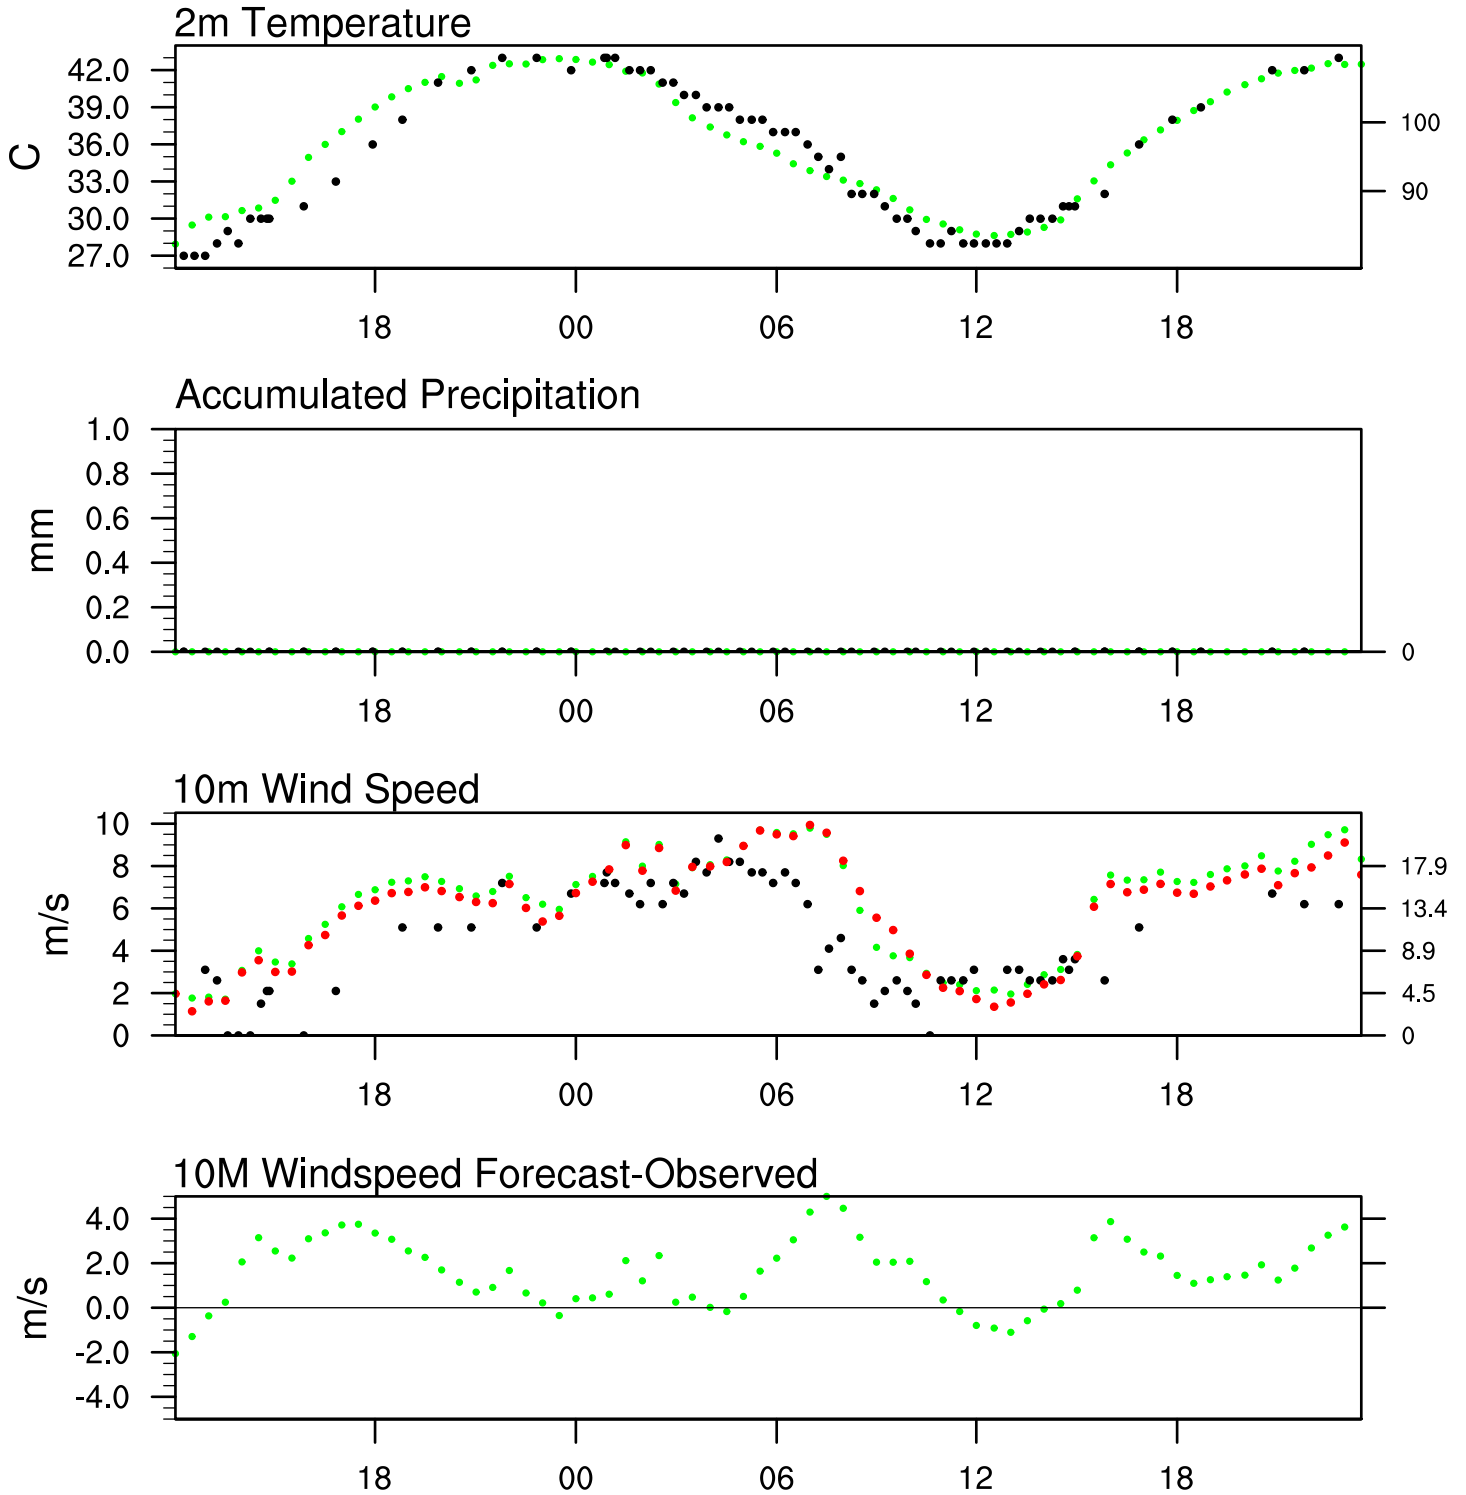 2m Temperature
42.0
39.0
36.0
33.0
30.0
27.0
C
100
90
18 00 06 12 18
Accumulated Precipitation
1.0
0.8
0.6
0.4
0.2
0.0
mm
0
18 00 06 12 18
10m Wind Speed
10
8
6
4
2
0
m/s
17.9
13.4
8.9
4.5
0
18 00 06 12 18
10M Windspeed Forecast-Observed
4.0
2.0
0.0
-2.0
-4.0
m/s
18 00 06 12 18